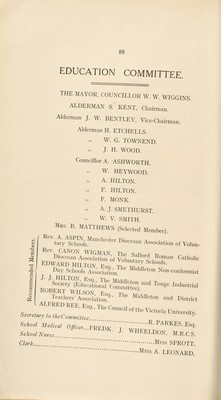 88
EDUCATION COMMITTEE.
THE MAYOR, COUNCILLOR W. W. WIGGINS.
ALDERMAN S. KENT, Chairman.
Alderman J. W. BENTLEY, Vice-Chairman.
Alderman H. ETCHELLS.
„ W. G. TOWNEND.
„ J. H. WOOD.
Councillor A. ASHWORTH.
„ W. HEYWOOD.
„ A. HILTON.
„ F. HILTON.
„ F. MONK.
„ A. J. SMETHURST.
„ W. V. SMITH.
MRS. B. MATTHEWS (Selected Member).
Recommended Members.
Rev. A. ASPIN, Manchester Diocesan Association of Voluntary Schools.
Rev. CANON WIGMAN, The Salford Roman Catholic
Diocesan Association of Voluntary Schools.
EDWARD HILTON, Esq., The Middleton Non-conformist
Day Schools Association.
J. J. HILTON, Esq., The Middleton and Tonge Industrial
Society (Educational Committee).
ROBERT WILSON, Esq., The Middleton and District
Teachers' Association.
ALFRED REE, Esq., The Council of the Victoria University.
Secretary to the Committee R. PARKES, Esq.
School Medical Officer FREDK. J. WHEELDON, M.R.C.S.
School Nurse MISS SPROTT.
Clerk MISS A. LEONARD.